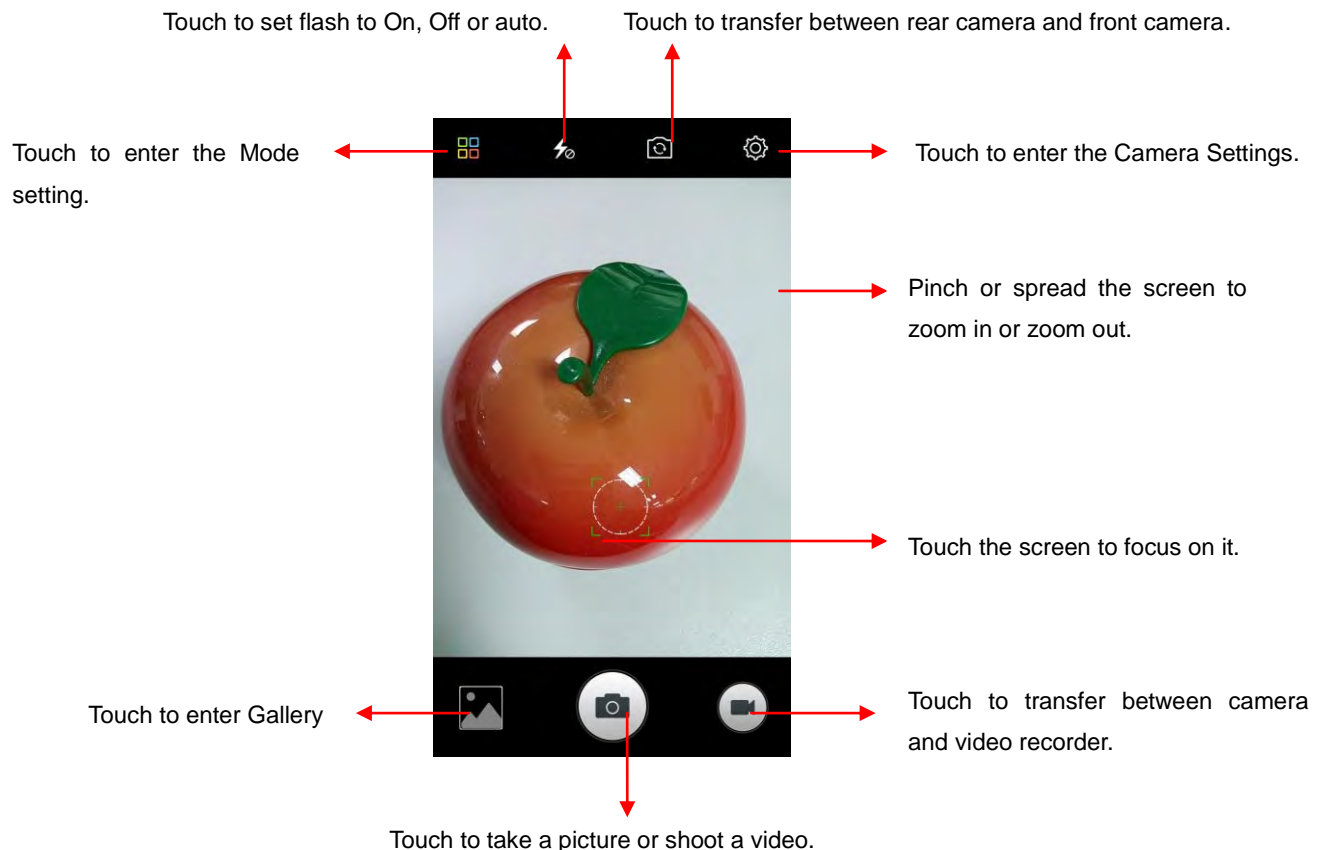 Touch to set flash to On, Off or auto.
Touch to transfer between rear camera and front camera.
Touch to enter the Mode
setting.
Touch to enter the Camera Settings.
Pinch or spread the screen to
zoom in or zoom out.
Touch the screen to focus on it.
Touch to enter Gallery
Touch to transfer between camera
and video recorder.
Touch to take a picture or shoot a video.